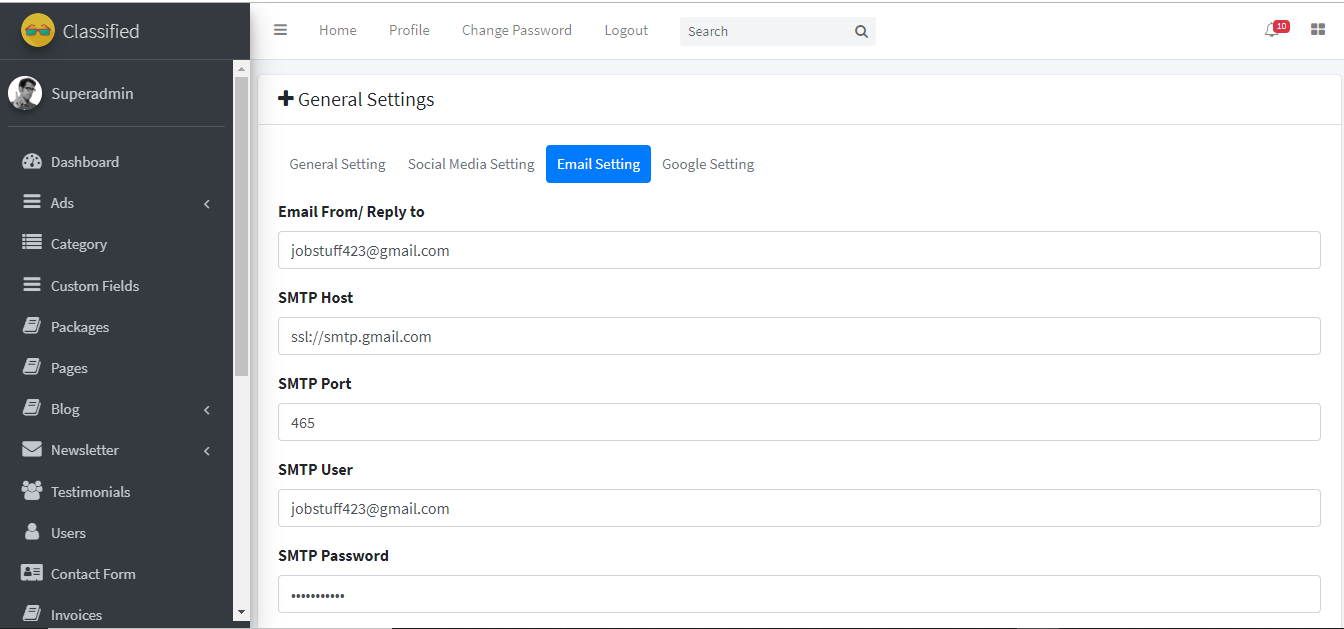 Classified
Home Profile Change Password Logout Search 10
Superadmin
Dashboard
Ads
Category
Custom Fields
Packages
Pages
Blog
Newsletter
Testimonials
Users
Contact Form
Invoices
General Settings
General Setting Social Media Setting Email Setting Google Setting
Email From/ Reply to
jobstuff423@gmail.com
SMTP Host
ssl://smtp.gmail.com
SMTP Port
465
SMTP User
jobstuff423@gmail.com
SMTP Password
•••••••••••